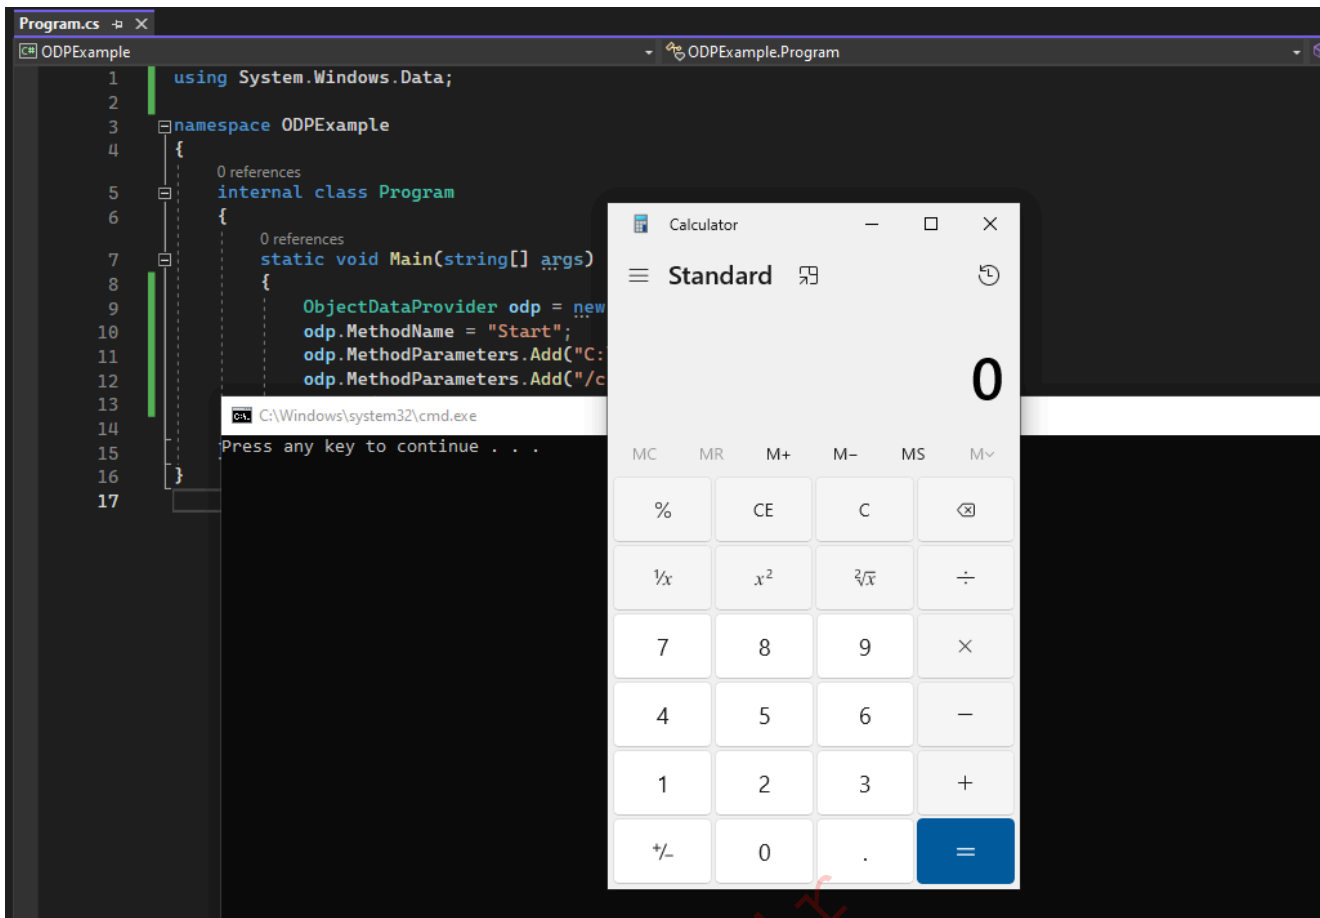 Program.cs
C# ODPExample ODPExample.Program
1 using System.Windows.Data;
2
3 namespace ODPExample
4 {
0 references
5 internal class Program
6 {
0 references
7 static void Main(string[] args)
8 {
9 ObjectDataProvider odp = new
10 odp.MethodName = "Start";
11 odp.MethodParameters.Add("C:
12 odp.MethodParameters.Add("/c
13
14
15
16 }
17
C:\Windows\system32\cmd.exe
Press any key to continue . . .
Calculator
Standard
0
MC MR M+ M− MS M
% CE C
1/x x² ²√x ÷
7 8 9 ×
4 5 6 −
1 2 3 +
+/− 0 . =